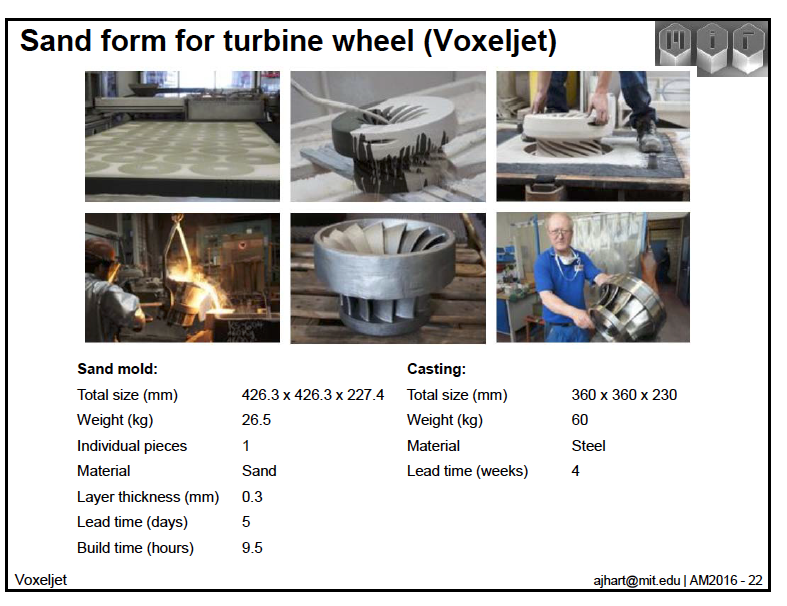 Sand form for turbine wheel (Voxeljet)
MIT
Sand mold:
Total size (mm) 426.3 x 426.3 x 227.4
Weight (kg) 26.5
Individual pieces 1
Material Sand
Layer thickness (mm) 0.3
Lead time (days) 5
Build time (hours) 9.5
Casting:
Total size (mm) 360 x 360 x 230
Weight (kg) 60
Material Steel
Lead time (weeks) 4
Voxeljet
ajhart@mit.edu | AM2016 - 22